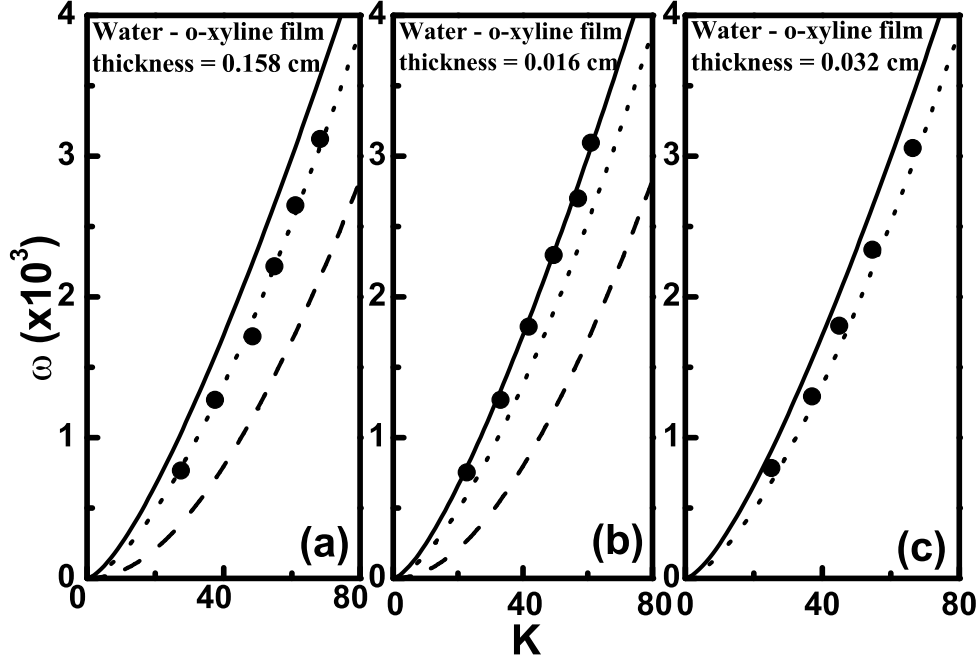 4
3
2
1
0
ω (x10³)
Water - o-xyline film
thickness = 0.158 cm
(a)
0
40
80
4
3
2
1
0
Water - o-xyline film
thickness = 0.016 cm
(b)
0
40
80
K
4
3
2
1
0
Water - o-xyline film
thickness = 0.032 cm
(c)
0
40
80